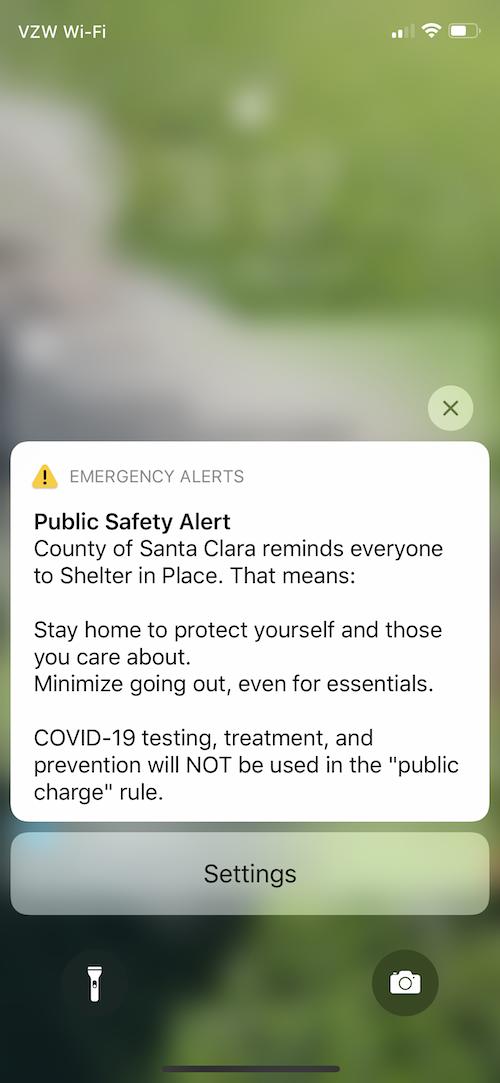 VZW Wi-Fi
EMERGENCY ALERTS
Public Safety Alert
County of Santa Clara reminds everyone
to Shelter in Place. That means:
Stay home to protect yourself and those
you care about.
Minimize going out, even for essentials.
COVID-19 testing, treatment, and
prevention will NOT be used in the "public
charge" rule.
Settings